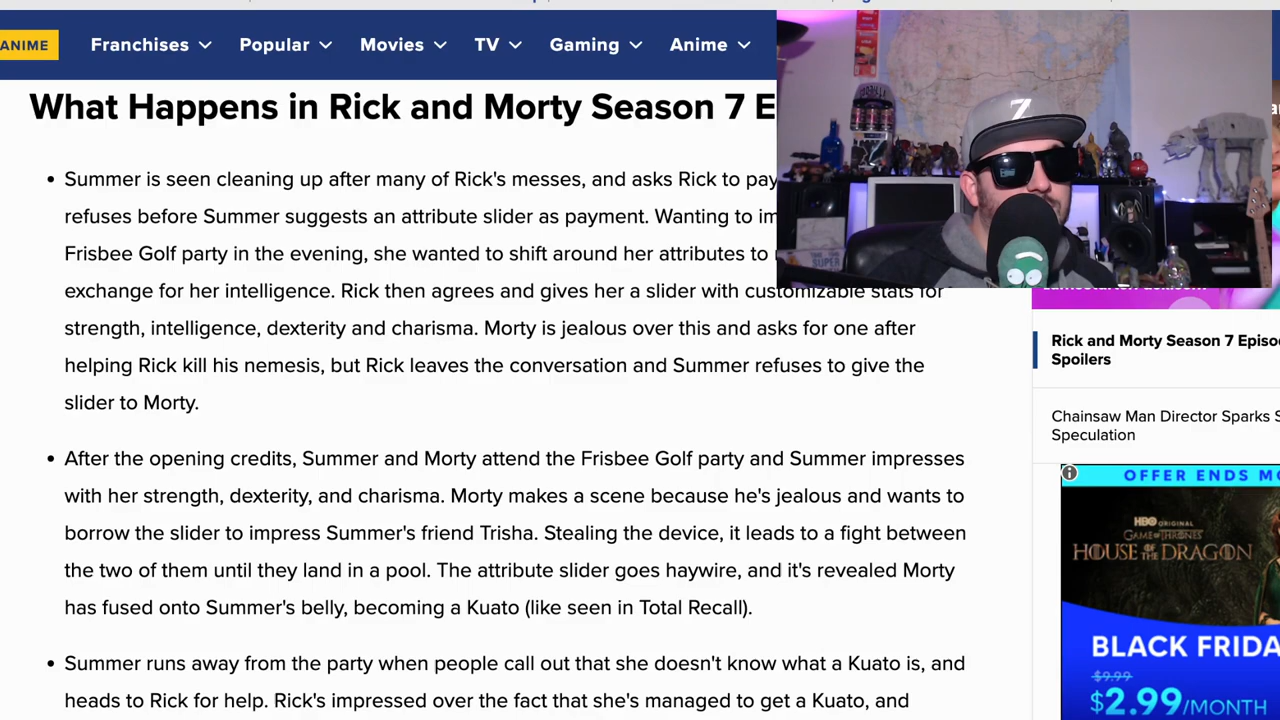 ANIME
Franchises
Popular
Movies
TV
Gaming
Anime
What Happens in Rick and Morty Season 7 E
• Summer is seen cleaning up after many of Rick's messes, and asks Rick to pay
refuses before Summer suggests an attribute slider as payment. Wanting to im
Frisbee Golf party in the evening, she wanted to shift around her attributes to
exchange for her intelligence. Rick then agrees and gives her a slider with customizable stats for
strength, intelligence, dexterity and charisma. Morty is jealous over this and asks for one after
helping Rick kill his nemesis, but Rick leaves the conversation and Summer refuses to give the
slider to Morty.
• After the opening credits, Summer and Morty attend the Frisbee Golf party and Summer impresses
with her strength, dexterity, and charisma. Morty makes a scene because he's jealous and wants to
borrow the slider to impress Summer's friend Trisha. Stealing the device, it leads to a fight between
the two of them until they land in a pool. The attribute slider goes haywire, and it's revealed Morty
has fused onto Summer's belly, becoming a Kuato (like seen in Total Recall).
• Summer runs away from the party when people call out that she doesn't know what a Kuato is, and
heads to Rick for help. Rick's impressed over the fact that she's managed to get a Kuato, and
Z
Rick and Morty Season 7 Episo
Spoilers
Chainsaw Man Director Sparks S
Speculation
OFFER ENDS MO
HBO ORIGINAL
GAME OF THRONES
HOUSE OF THE DRAGON
BLACK FRIDA
$9.99
$2.99/MONTH